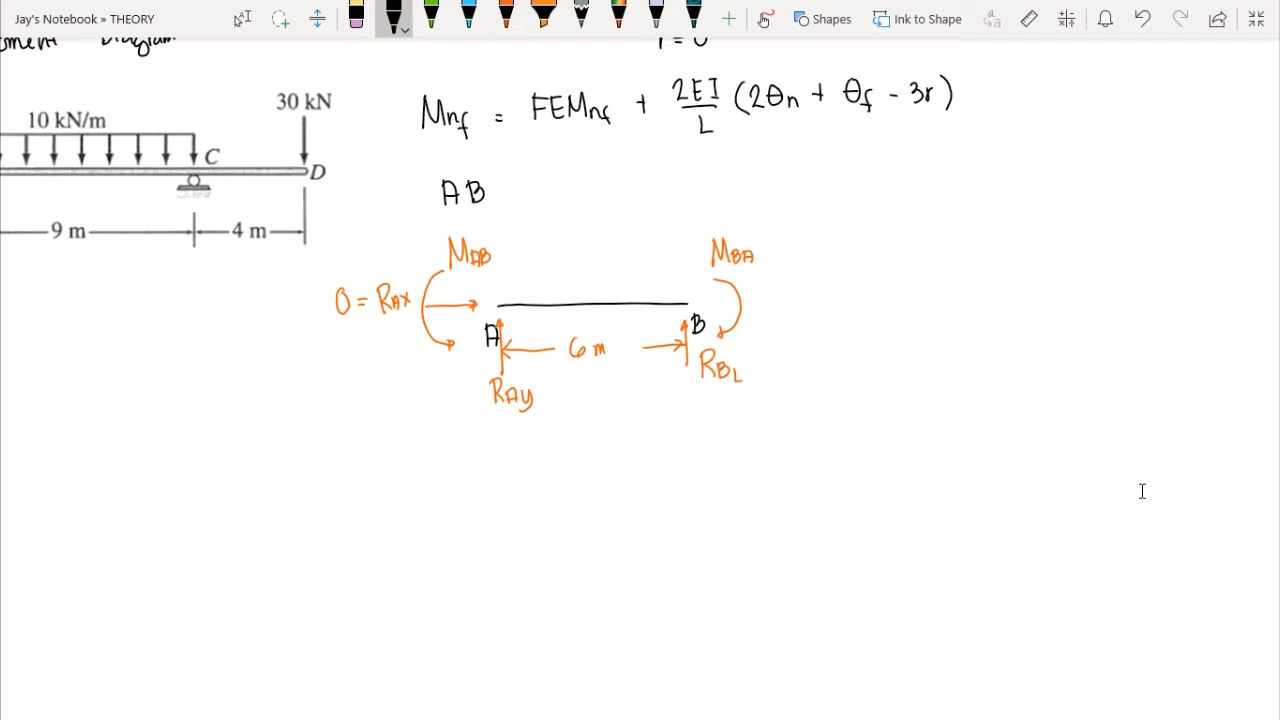 Jay's Notebook » THEORY
Shapes
Ink to Shape
Diagram
30 kN
10 kN/m
C
D
9 m
4 m
Mnf = FEMnf + 2EI/L (2θn + θf - 3r)
AB
MAB
MBA
0 = RAX
A
B
6 m
RAY
RBL